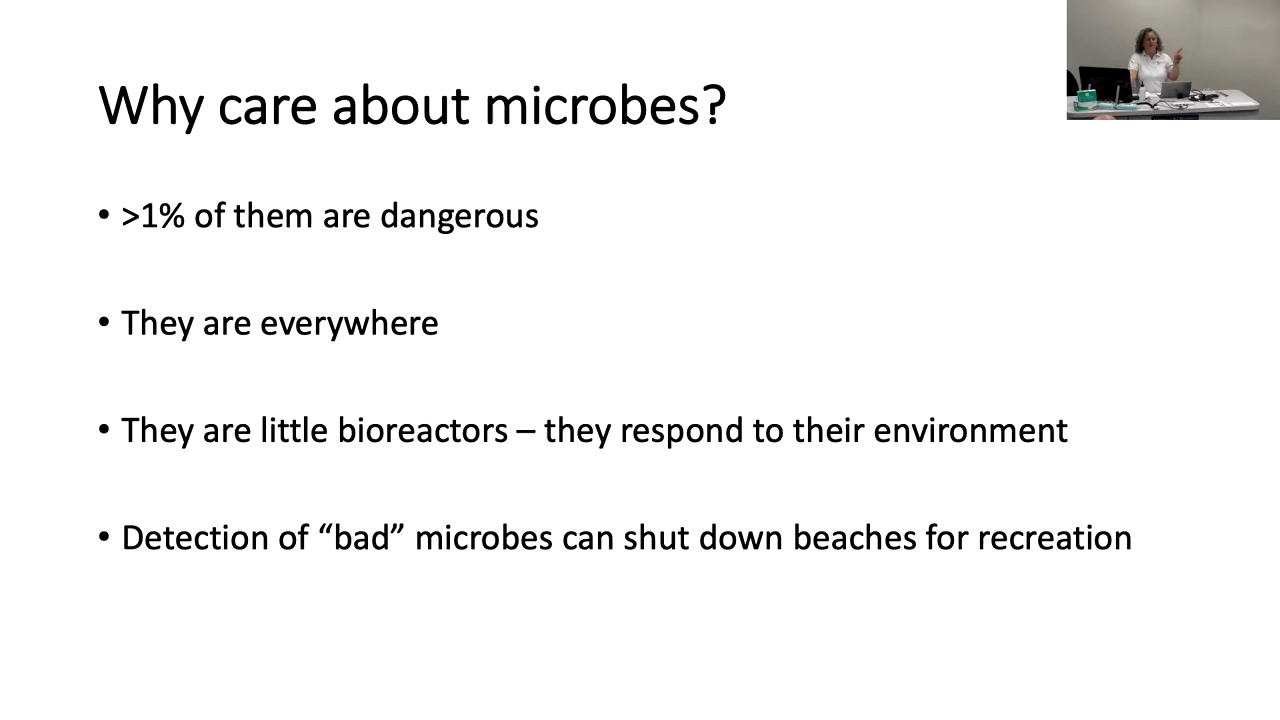 Why care about microbes?
• >1% of them are dangerous
• They are everywhere
• They are little bioreactors – they respond to their environment
• Detection of “bad” microbes can shut down beaches for recreation